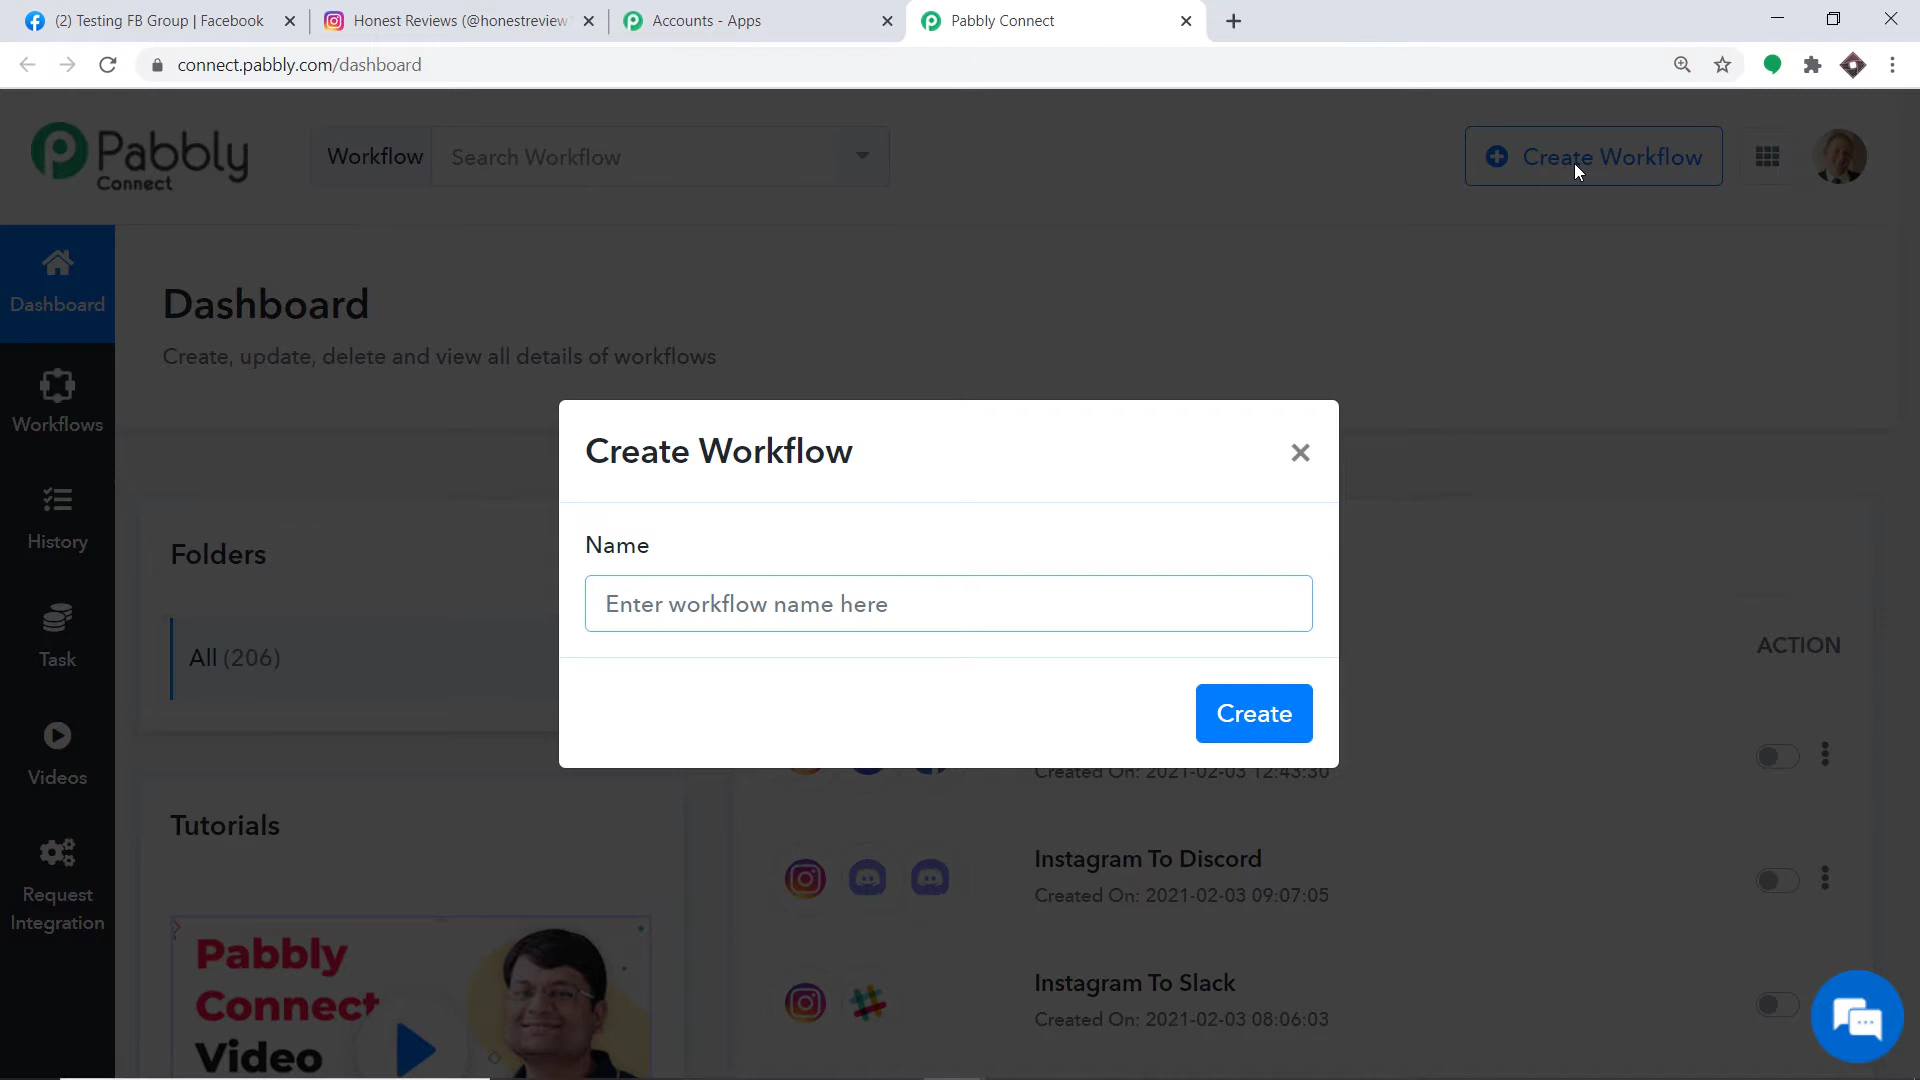 (2) Testing FB Group | Facebook
Honest Reviews (@honestreview
Accounts - Apps
Pabbly Connect
connect.pabbly.com/dashboard
Pabbly
Connect
Workflow
Search Workflow
Create Workflow
Dashboard
Dashboard
Create, update, delete and view all details of workflows
Workflows
Create Workflow
Name
Enter workflow name here
Create
History
Folders
All (206)
ACTION
Task
Created On: 2021-02-03 12:43:30
Videos
Tutorials
Instagram To Discord
Created On: 2021-02-03 09:07:05
Request
Integration
Pabbly
Connect
Video
Instagram To Slack
Created On: 2021-02-03 08:06:03